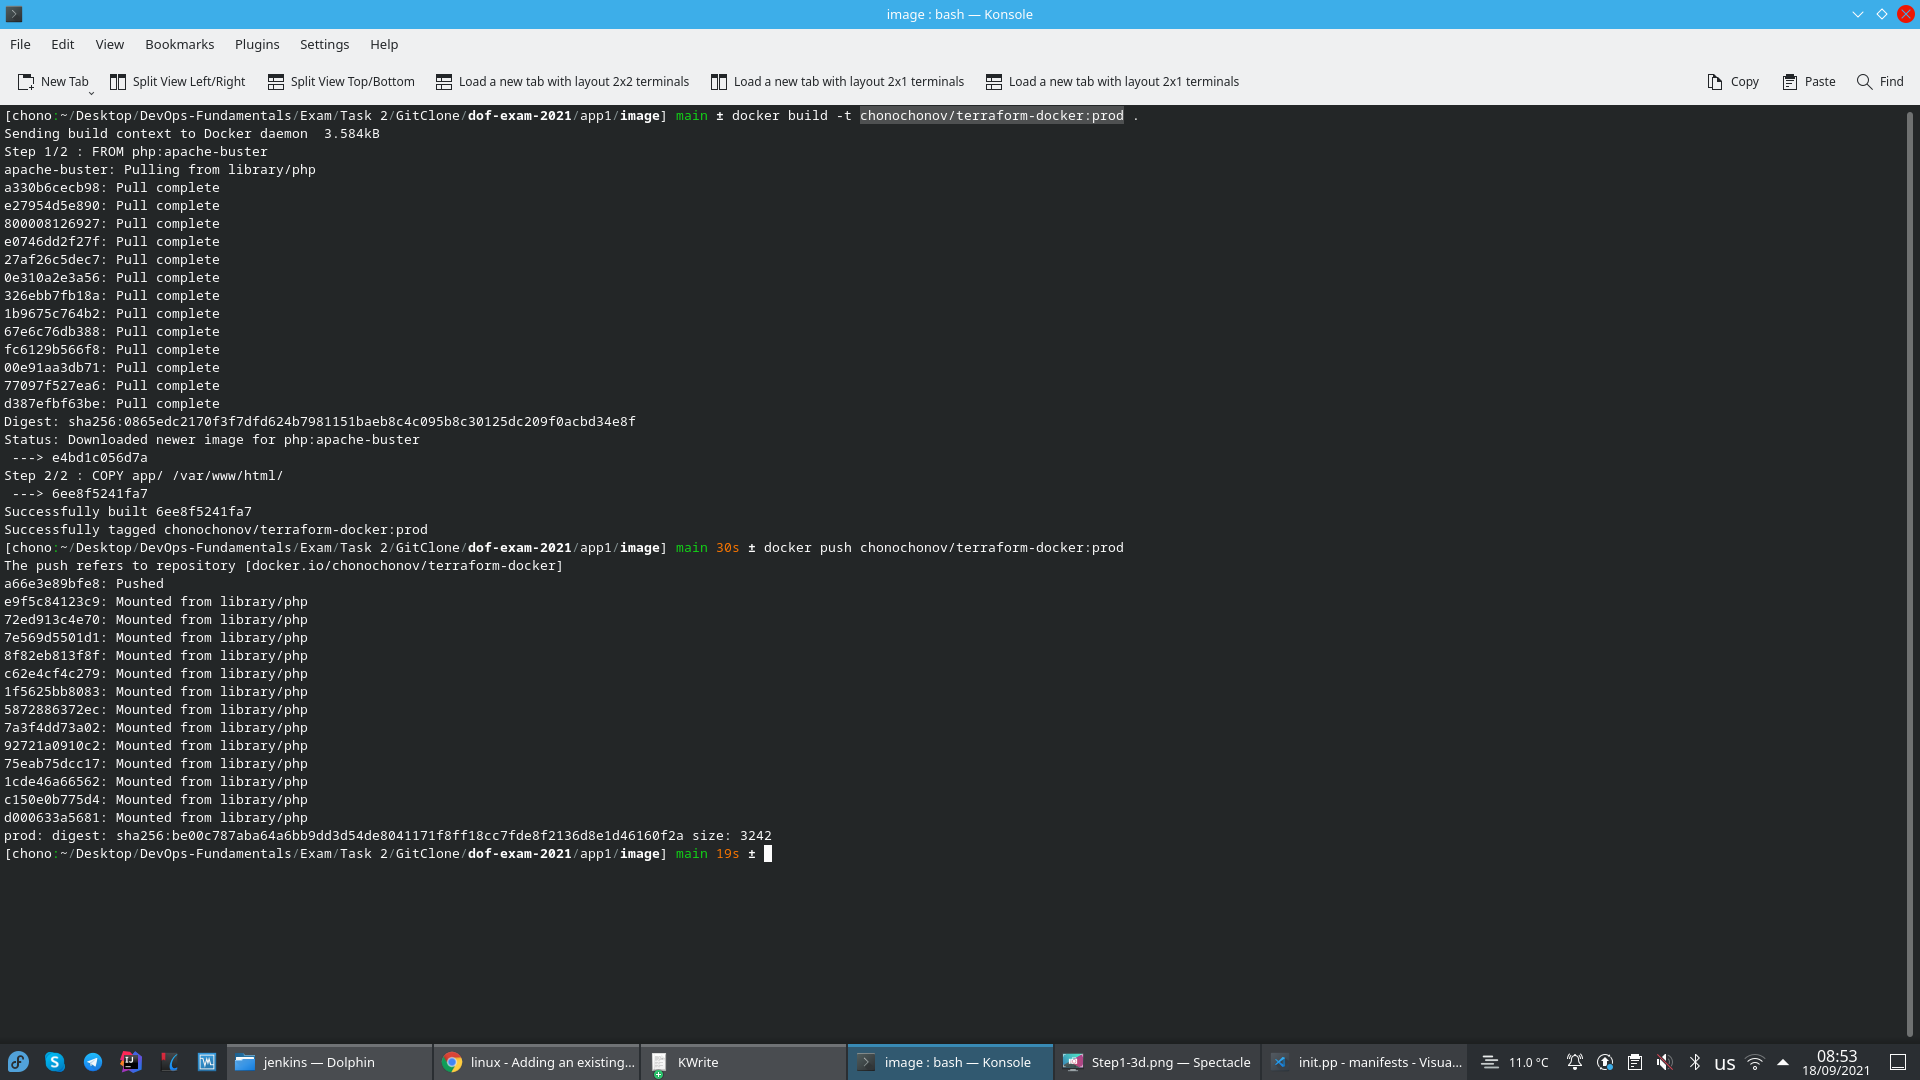 image : bash — Konsole
File Edit View Bookmarks Plugins Settings Help
New Tab Split View Left/Right Split View Top/Bottom Load a new tab with layout 2x2 terminals Load a new tab with layout 2x1 terminals Load a new tab with layout 2x1 terminals Copy Paste Find
[chono:~/Desktop/DevOps-Fundamentals/Exam/Task 2/GitClone/dof-exam-2021/app1/image] main ± docker build -t chonochonov/terraform-docker:prod .
Sending build context to Docker daemon  3.584kB
Step 1/2 : FROM php:apache-buster
apache-buster: Pulling from library/php
a330b6cecb98: Pull complete
e27954d5e890: Pull complete
800008126927: Pull complete
e0746dd2f27f: Pull complete
27af26c5dec7: Pull complete
0e310a2e3a56: Pull complete
326ebb7fb18a: Pull complete
1b9675c764b2: Pull complete
67e6c76db388: Pull complete
fc6129b566f8: Pull complete
00e91aa3db71: Pull complete
77097f527ea6: Pull complete
d387efbf63be: Pull complete
Digest: sha256:0865edc2170f3f7dfd624b7981151baeb8c4c095b8c30125dc209f0acbd34e8f
Status: Downloaded newer image for php:apache-buster
 ---> e4bd1c056d7a
Step 2/2 : COPY app/ /var/www/html/
 ---> 6ee8f5241fa7
Successfully built 6ee8f5241fa7
Successfully tagged chonochonov/terraform-docker:prod
[chono:~/Desktop/DevOps-Fundamentals/Exam/Task 2/GitClone/dof-exam-2021/app1/image] main 30s ± docker push chonochonov/terraform-docker:prod
The push refers to repository [docker.io/chonochonov/terraform-docker]
a66e3e89bfe8: Pushed
e9f5c84123c9: Mounted from library/php
72ed913c4e70: Mounted from library/php
7e569d5501d1: Mounted from library/php
8f82eb813f8f: Mounted from library/php
c62e4cf4c279: Mounted from library/php
1f5625bb8083: Mounted from library/php
5872886372ec: Mounted from library/php
7a3f4dd73a02: Mounted from library/php
92721a0910c2: Mounted from library/php
75eab75dcc17: Mounted from library/php
1cde46a66562: Mounted from library/php
c150e0b775d4: Mounted from library/php
d000633a5681: Mounted from library/php
prod: digest: sha256:be00c787aba64a6bb9dd3d54de8041171f8ff18cc7fde8f2136d8e1d46160f2a size: 3242
[chono:~/Desktop/DevOps-Fundamentals/Exam/Task 2/GitClone/dof-exam-2021/app1/image] main 19s ±
jenkins — Dolphin linux - Adding an existing... KWrite image : bash — Konsole Step1-3d.png — Spectacle init.pp - manifests - Visua... 11.0 °C us 08:53
18/09/2021